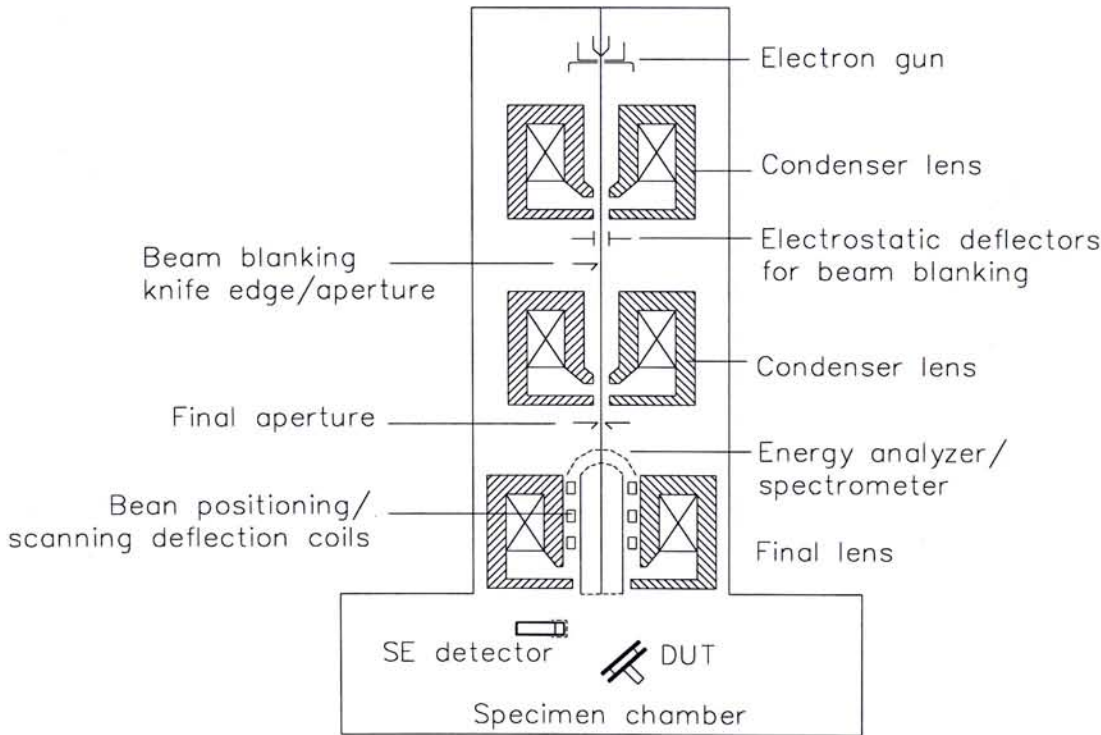 Electron gun
Condenser lens
Electrostatic deflectors
for beam blanking
Beam blanking
knife edge/aperture
Condenser lens
Final aperture
Energy analyzer/
spectrometer
Bean positioning/
scanning deflection coils
Final lens
SE detector
DUT
Specimen chamber